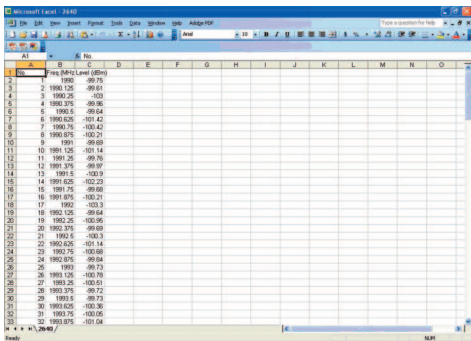 Microsoft Excel - 2640
File Edit View Insert Format Tools Data Window Help Adobe PDF Type a question for help
Arial 10 B I U
A1 fx No.
A B C D E F G H I J K L M N O
1 No. Freq.(MHz Level (dBm)
2 1 1990 -99.75
3 2 1990.125 -99.61
4 3 1990.25 -103
5 4 1990.375 -99.96
6 5 1990.5 -99.64
7 6 1990.625 -101.42
8 7 1990.75 -100.42
9 8 1990.875 -100.21
10 9 1991 -99.69
11 10 1991.125 -101.14
12 11 1991.25 -99.76
13 12 1991.375 -99.97
14 13 1991.5 -100.9
15 14 1991.625 -102.23
16 15 1991.75 -99.68
17 16 1991.875 -100.21
18 17 1992 -103.3
19 18 1992.125 -99.64
20 19 1992.25 -100.95
21 20 1992.375 -99.69
22 21 1992.5 -100.3
23 22 1992.625 -101.14
24 23 1992.75 -100.68
25 24 1992.875 -99.84
26 25 1993 -99.73
27 26 1993.125 -100.78
28 27 1993.25 -100.51
29 28 1993.375 -99.72
30 29 1993.5 -99.73
31 30 1993.625 -100.36
32 31 1993.75 -100.05
33 32 1993.875 -101.04
2640
Ready NUM